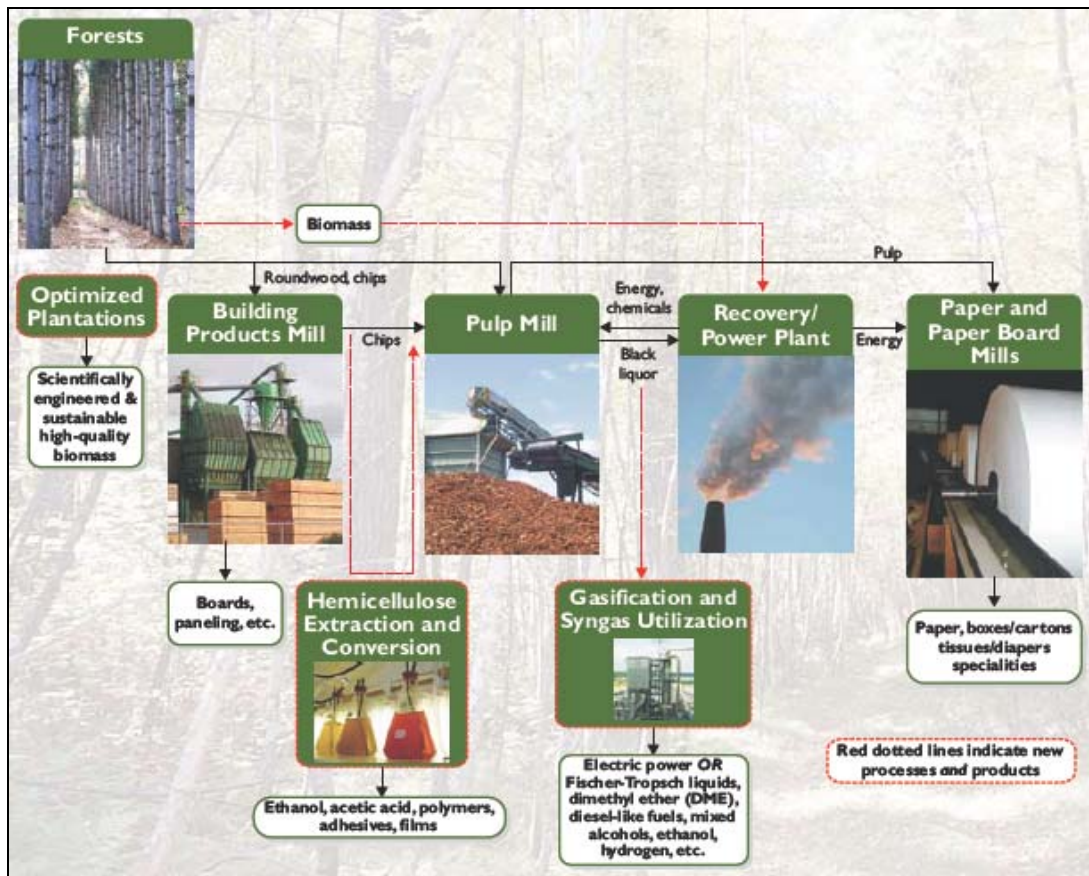 Forests
Biomass
Pulp
Roundwood, chips
Optimized
Plantations
Building
Products Mill
Chips
Pulp Mill
Energy,
chemicals
Black
liquor
Recovery/
Power Plant
Energy
Paper and
Paper Board
Mills
Scientifically
engineered &
sustainable
high-quality
biomass
Boards,
paneling, etc.
Hemicellulose
Extraction and
Conversion
Gasification and
Syngas Utilization
Paper, boxes/cartons
tissues/diapers
specialities
Ethanol, acetic acid, polymers,
adhesives, films
Electric power OR
Fischer-Tropsch liquids,
dimethyl ether (DME),
diesel-like fuels, mixed
alcohols, ethanol,
hydrogen, etc.
Red dotted lines indicate new
processes and products